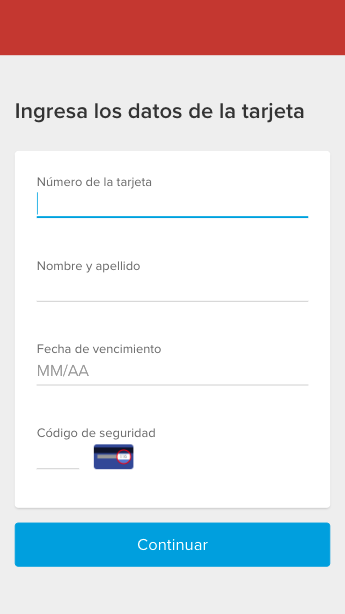 Ingresa los datos de la tarjeta
Número de la tarjeta
Nombre y apellido
Fecha de vencimiento
MM/AA
Código de seguridad
Continuar